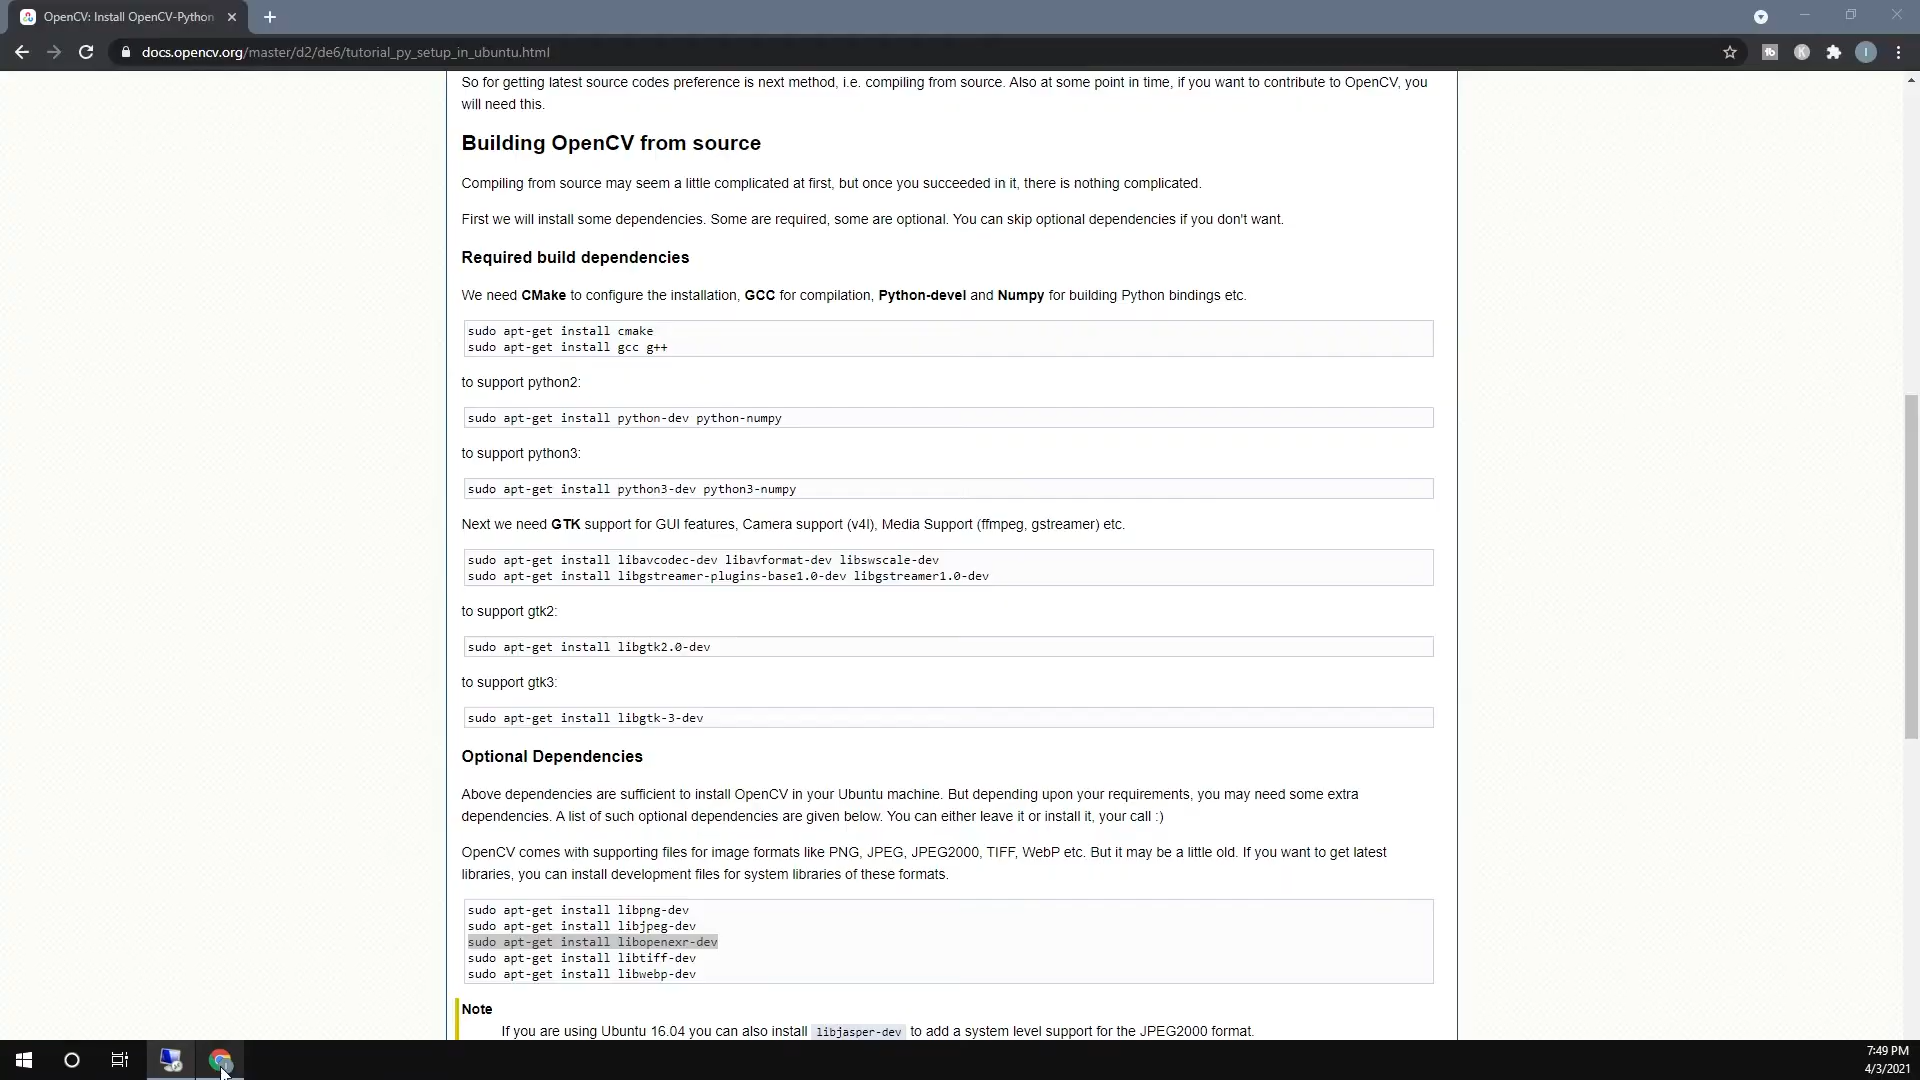 OpenCV: Install OpenCV-Python
docs.opencv.org/master/d2/de6/tutorial_py_setup_in_ubuntu.html
So for getting latest source codes preference is next method, i.e. compiling from source. Also at some point in time, if you want to contribute to OpenCV, you
will need this.
Building OpenCV from source
Compiling from source may seem a little complicated at first, but once you succeeded in it, there is nothing complicated.
First we will install some dependencies. Some are required, some are optional. You can skip optional dependencies if you don't want.
Required build dependencies
We need CMake to configure the installation, GCC for compilation, Python-devel and Numpy for building Python bindings etc.
sudo apt-get install cmake
sudo apt-get install gcc g++
to support python2:
sudo apt-get install python-dev python-numpy
to support python3:
sudo apt-get install python3-dev python3-numpy
Next we need GTK support for GUI features, Camera support (v4l), Media Support (ffmpeg, gstreamer) etc.
sudo apt-get install libavcodec-dev libavformat-dev libswscale-dev
sudo apt-get install libgstreamer-plugins-base1.0-dev libgstreamer1.0-dev
to support gtk2:
sudo apt-get install libgtk2.0-dev
to support gtk3:
sudo apt-get install libgtk-3-dev
Optional Dependencies
Above dependencies are sufficient to install OpenCV in your Ubuntu machine. But depending upon your requirements, you may need some extra
dependencies. A list of such optional dependencies are given below. You can either leave it or install it, your call :)
OpenCV comes with supporting files for image formats like PNG, JPEG, JPEG2000, TIFF, WebP etc. But it may be a little old. If you want to get latest
libraries, you can install development files for system libraries of these formats.
sudo apt-get install libpng-dev
sudo apt-get install libjpeg-dev
sudo apt-get install libopenexr-dev
sudo apt-get install libtiff-dev
sudo apt-get install libwebp-dev
Note
If you are using Ubuntu 16.04 you can also install libjasper-dev to add a system level support for the JPEG2000 format.
7:49 PM
4/3/2021